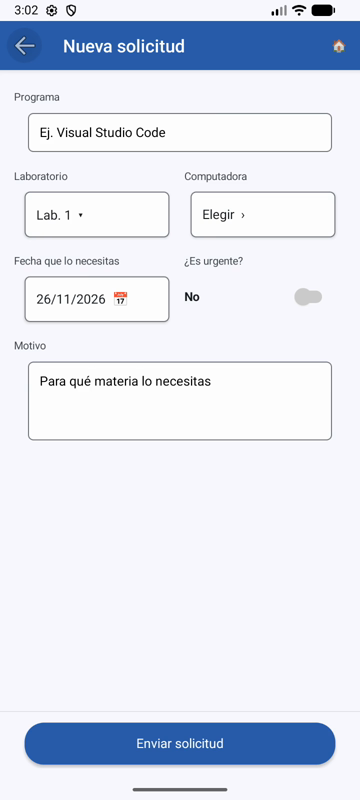 3:02
Nueva solicitud
Programa
Ej. Visual Studio Code
Laboratorio
Computadora
Lab. 1
Elegir ›
Fecha que lo necesitas
¿Es urgente?
26/11/2026
No
Motivo
Para qué materia lo necesitas
Enviar solicitud